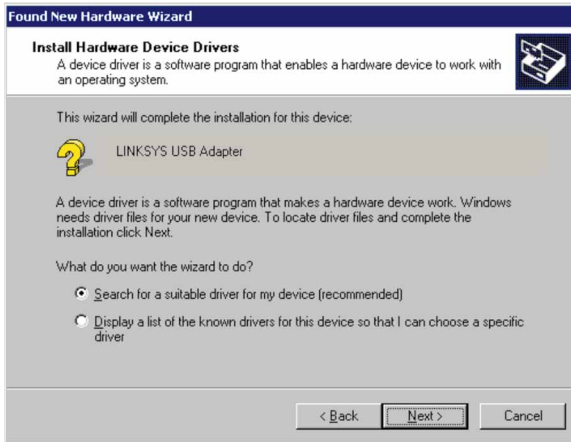 Found New Hardware Wizard
Install Hardware Device Drivers
A device driver is a software program that enables a hardware device to work with
an operating system.
This wizard will complete the installation for this device:
LINKSYS USB Adapter
A device driver is a software program that makes a hardware device work. Windows
needs driver files for your new device. To locate driver files and complete the
installation click Next.
What do you want the wizard to do?
Search for a suitable driver for my device (recommended)
Display a list of the known drivers for this device so that I can choose a specific
driver
< Back
Next >
Cancel